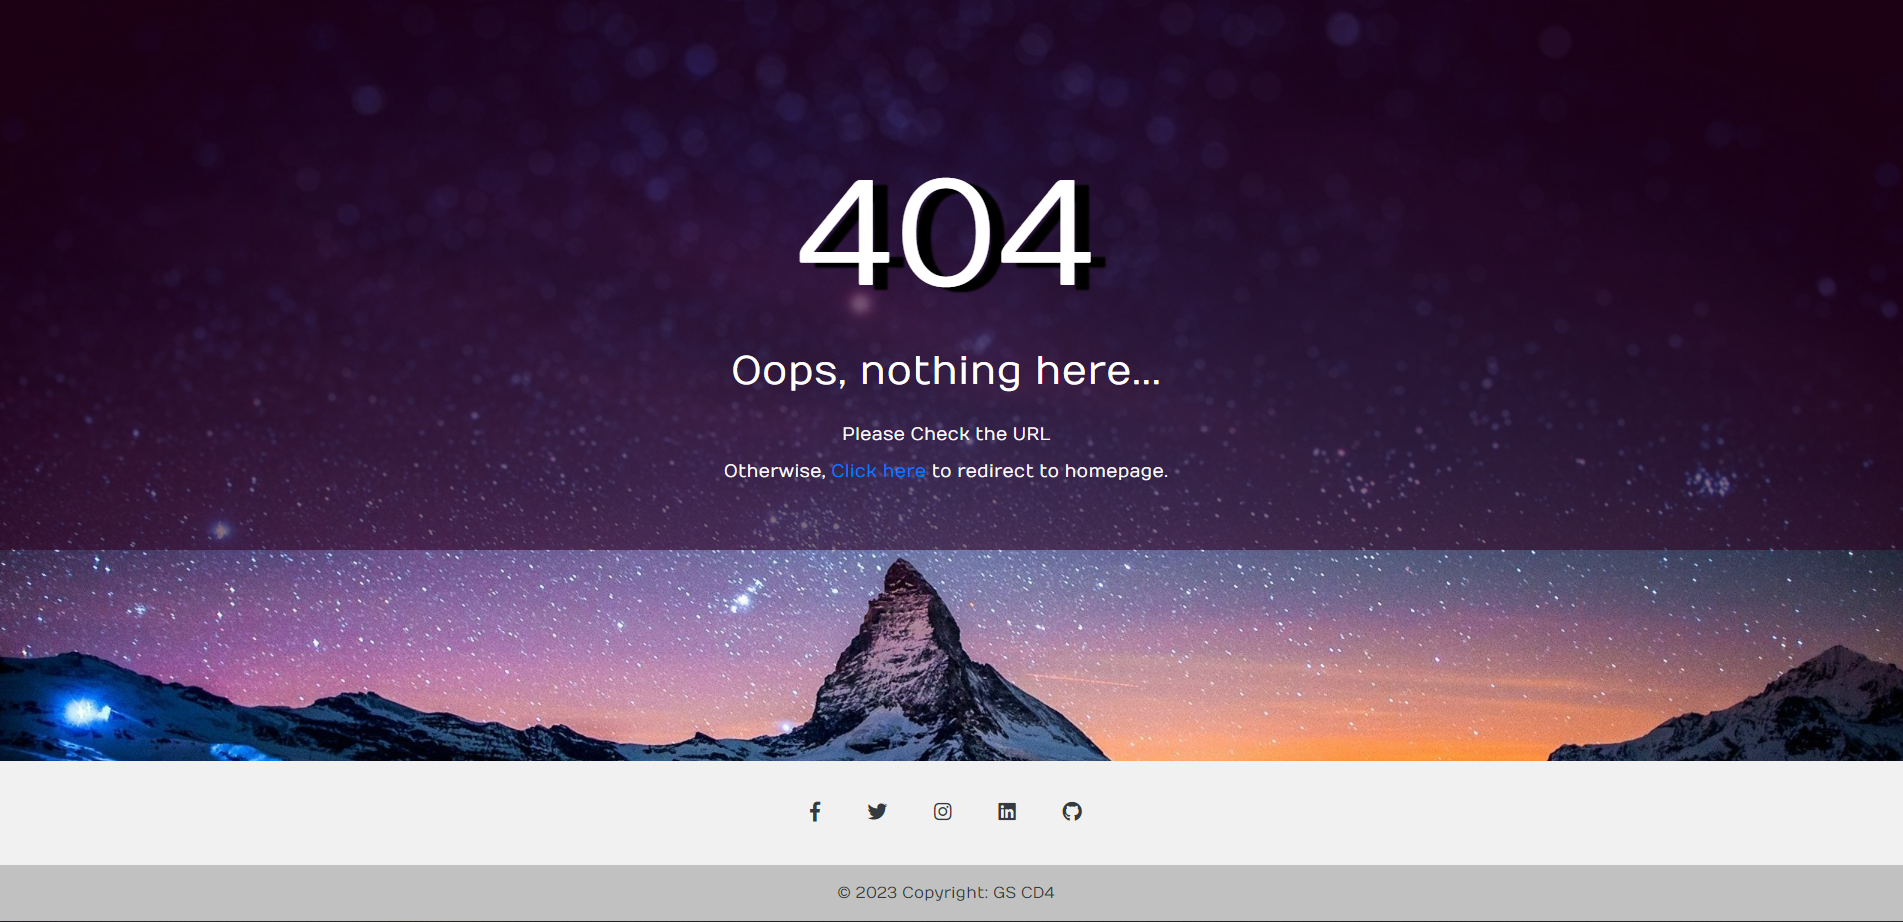 404
Oops, nothing here...
Please Check the URL
Otherwise, Click here to redirect to homepage.
© 2023 Copyright: GS CD4